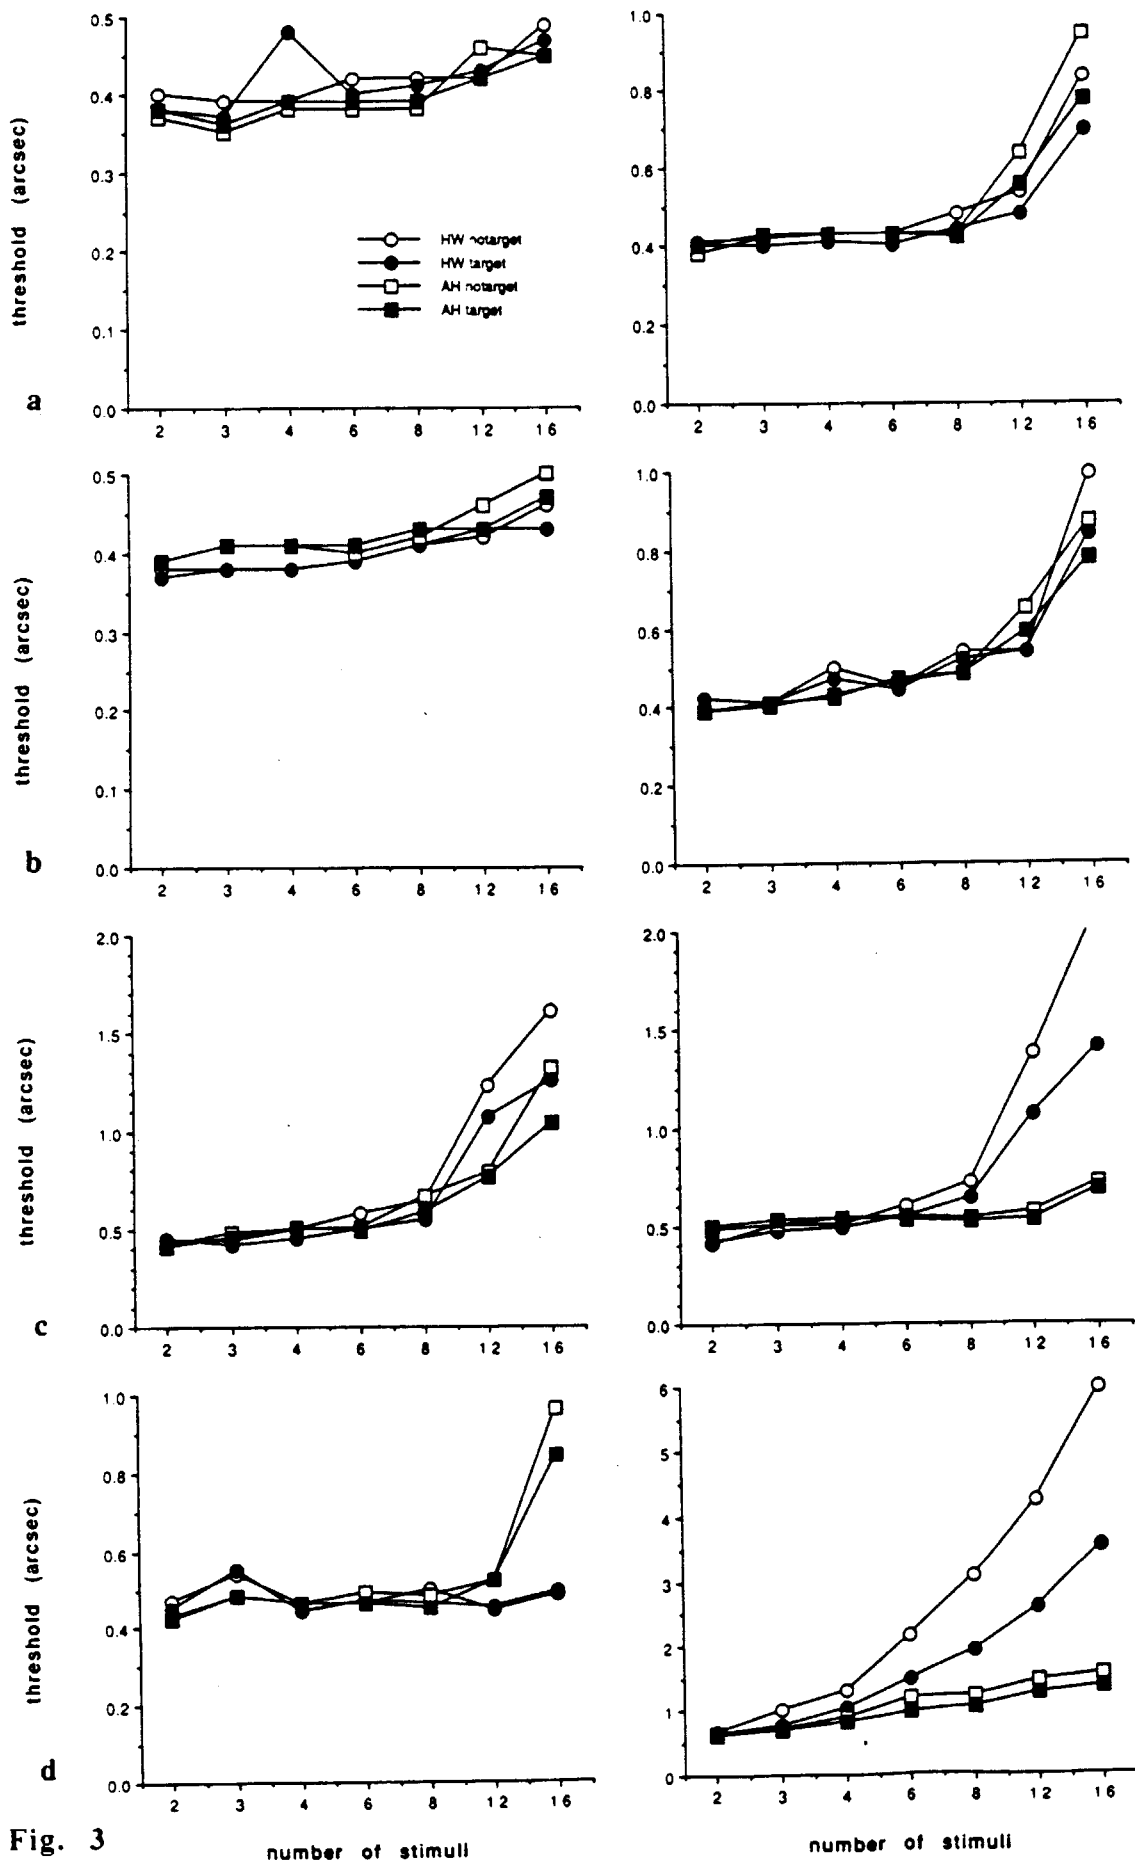 0.5
0.4
0.3
0.2
0.1
0.0
threshold (arcsec)
HW notarget
HW target
AH notarget
AH target
a
2 3 4 6 8 12 16
1.0
0.8
0.6
0.4
0.2
0.0
2 3 4 6 8 12 16
0.5
0.4
0.3
0.2
0.1
0.0
threshold (arcsec)
b
2 3 4 6 8 12 16
1.0
0.8
0.6
0.4
0.2
0.0
2 3 4 6 8 12 16
2.0
1.5
1.0
0.5
0.0
threshold (arcsec)
c
2 3 4 6 8 12 16
2.0
1.5
1.0
0.5
0.0
2 3 4 6 8 12 16
1.0
0.8
0.6
0.4
0.2
0.0
threshold (arcsec)
d
2 3 4 6 8 12 16
6
5
4
3
2
1
0
2 3 4 6 8 12 16
Fig. 3
number of stimuli
number of stimuli